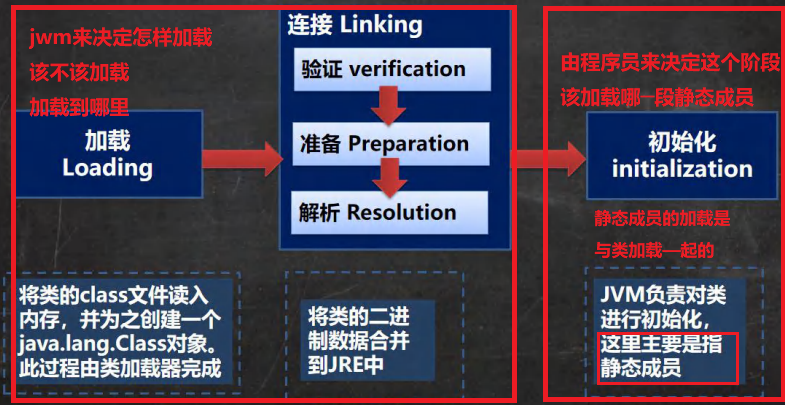 jwm来决定怎样加载
该不该加载
加载到哪里
加载
Loading
连接 Linking
验证 verification
准备 Preparation
解析 Resolution
由程序员来决定这个阶段
该加载哪一段静态成员
初始化
initialization
静态成员的加载是
与类加载一起的
将类的class文件读入
内存，并为之创建一个
java.lang.Class对象。
此过程由类加载器完成
将类的二进
制数据合并
到JRE中
JVM负责对类
进行初始化，
这里主要是指
静态成员